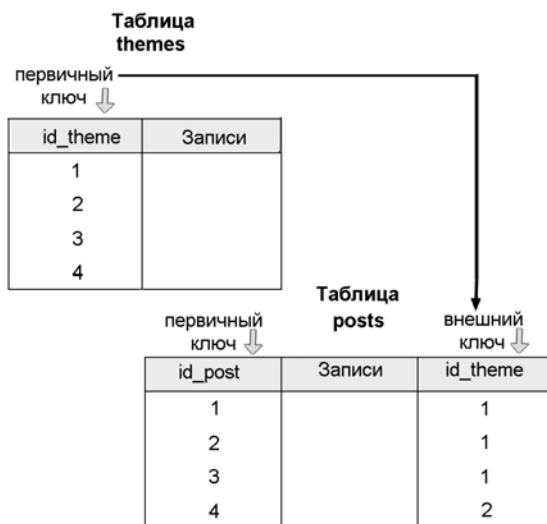 Таблица
themes
первичный
ключ
id_theme Записи
1
2
3
4
Таблица
posts
первичный
ключ
внешний
ключ
id_post Записи id_theme
1 1
2 1
3 1
4 2